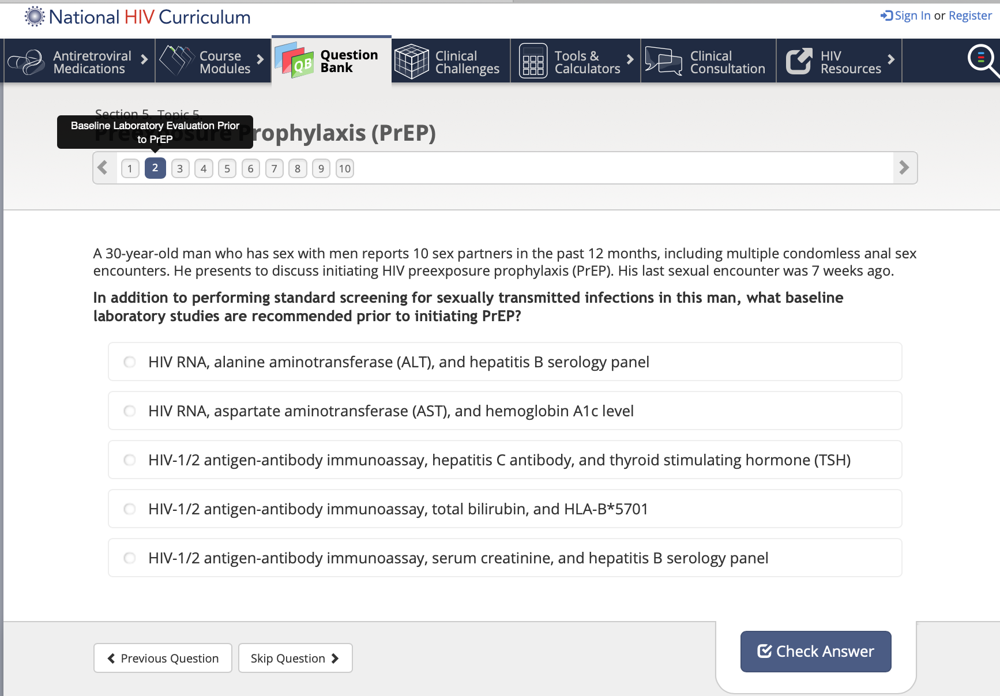 National HIV Curriculum
Sign In or Register
Antiretroviral
Medications
Course
Modules
QB
Question
Bank
Clinical
Challenges
Tools &
Calculators
Clinical
Consultation
HIV
Resources
Section 5. Topic 5.
Baseline Laboratory Evaluation Prior
to PrEP
Preexposure Prophylaxis (PrEP)
1 2 3 4 5 6 7 8 9 10
A 30-year-old man who has sex with men reports 10 sex partners in the past 12 months, including multiple condomless anal sex
encounters. He presents to discuss initiating HIV preexposure prophylaxis (PrEP). His last sexual encounter was 7 weeks ago.
In addition to performing standard screening for sexually transmitted infections in this man, what baseline
laboratory studies are recommended prior to initiating PrEP?
HIV RNA, alanine aminotransferase (ALT), and hepatitis B serology panel
HIV RNA, aspartate aminotransferase (AST), and hemoglobin A1c level
HIV-1/2 antigen-antibody immunoassay, hepatitis C antibody, and thyroid stimulating hormone (TSH)
HIV-1/2 antigen-antibody immunoassay, total bilirubin, and HLA-B*5701
HIV-1/2 antigen-antibody immunoassay, serum creatinine, and hepatitis B serology panel
Previous Question
Skip Question
Check Answer